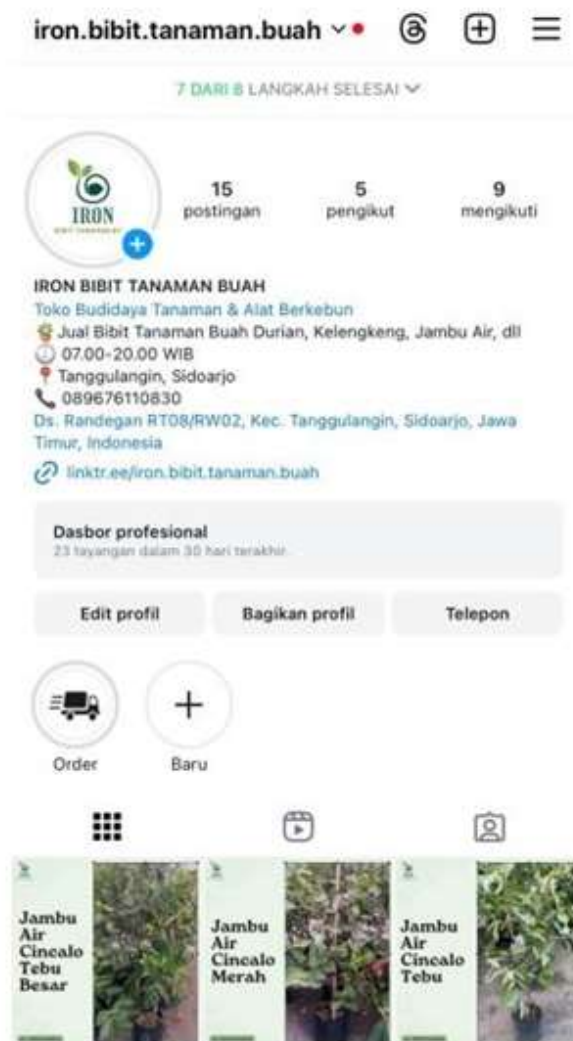 iron.bibit.tanaman.buah
7 DARI 8 LANGKAH SELESAI
15
postingan
5
pengikut
9
mengikuti
IRON
IRON BIBIT TANAMAN BUAH
Toko Budidaya Tanaman & Alat Berkebun
Jual Bibit Tanaman Buah Durian, Kelengkeng, Jambu Air, dll
07.00-20.00 WIB
Tanggulangin, Sidoarjo
089676110830
Ds. Randegan RT08/RW02, Kec. Tanggulangin, Sidoarjo, Jawa
Timur, Indonesia
linktr.ee/iron.bibit.tanaman.buah
Dasbor profesional
23 tayangan dalam 30 hari terakhir.
Edit profil
Bagikan profil
Telepon
Order
Baru
Jambu
Air
Cincalo
Tebu
Besar
Jambu
Air
Cincalo
Merah
Jambu
Air
Cincalo
Tebu